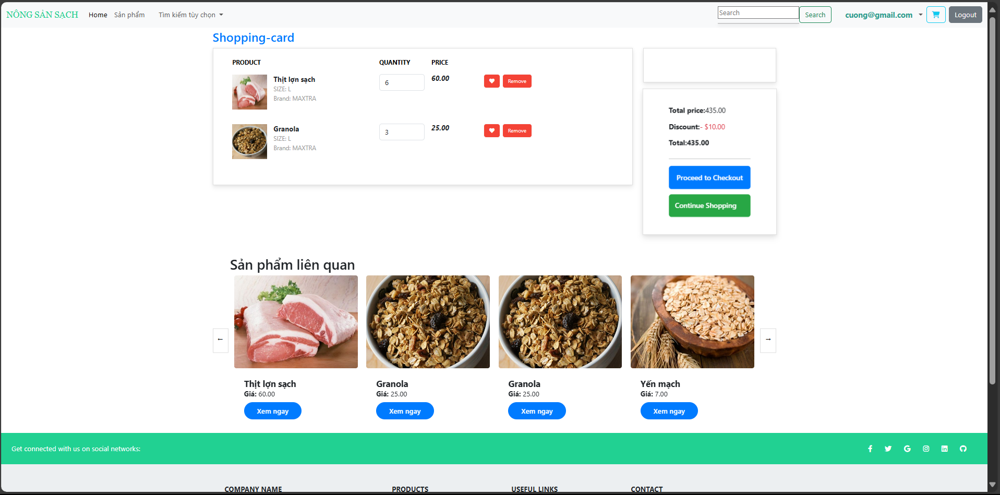 NÔNG SẢN SẠCH Home Sản phẩm Tìm kiếm tùy chọn Search Search cuong@gmail.com Logout
Shopping-card
PRODUCT QUANTITY PRICE
Thịt lợn sạch 6 60.00 Remove
SIZE: L
Brand: MAXTRA
Granola 3 25.00 Remove
SIZE: L
Brand: MAXTRA
Total price:435.00
Discount:- $10.00
Total:435.00
Proceed to Checkout
Continue Shopping
Sản phẩm liên quan
← →
Thịt lợn sạch Granola Granola Yến mạch
Giá: 60.00 Giá: 25.00 Giá: 25.00 Giá: 7.00
Xem ngay Xem ngay Xem ngay Xem ngay
Get connected with us on social networks:
COMPANY NAME PRODUCTS USEFUL LINKS CONTACT